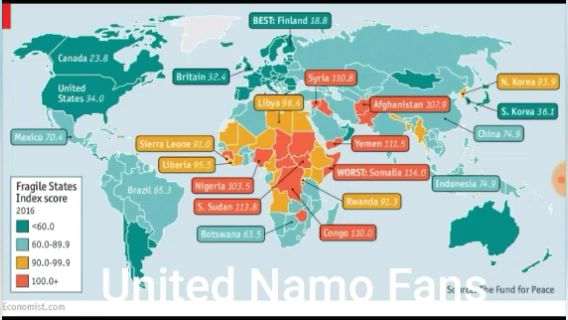 BEST: Finland 18.8
Canada 23.8
United
States 34.0
Britain 32.4
Syria 110.8
N. Korea 93.9
Libya 96.4
Afghanistan 107.9
S. Korea 36.1
Mexico 70.4
China 74.9
Sierra Leone 91.0
Yemen 111.5
Liberia 95.5
WORST: Somalia 114.0
Indonesia 74.9
Fragile States
Index score
2016
<60.0
60.0-89.9
90.0-99.9
100.0+
Brazil 65.3
Nigeria 103.5
S. Sudan 113.8
Rwanda 91.3
Botswana 63.5
Congo 110.0
United Namo Fans
Source: The Fund for Peace
Economist.com